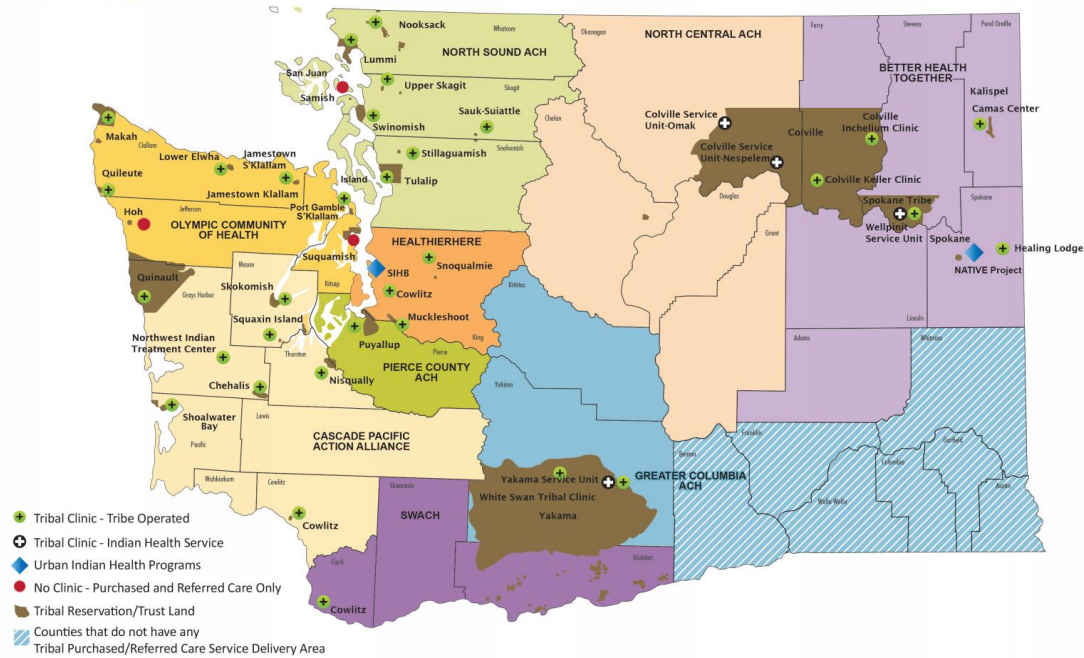 Nooksack
Whatcom
Lummi
NORTH SOUND ACH
Okanogan
NORTH CENTRAL ACH
Ferry
Stevens
Pend Oreille
BETTER HEALTH
TOGETHER
San Juan
Samish
Upper Skagit
Skagit
Kalispel
Camas Center
Swinomish
Sauk-Suiattle
Chelan
Colville Service
Unit-Omak
Colville
Colville
Inchelium Clinic
Makah
Clallam
Lower Elwha
Jamestown
S'Klallam
Stillaguamish
Snohomish
Colville Service
Unit-Nespelem
Quileute
Jamestown Klallam
Island
Tulalip
Colville Keller Clinic
Port Gamble
S'Klallam
Douglas
Spokane Tribe
Spokane
Hoh
Jefferson
OLYMPIC COMMUNITY
OF HEALTH
Wellpinit
Service Unit
Spokane
Healing Lodge
NATIVE Project
Grant
HEALTHIERHERE
Suquamish
SIHB
Snoqualmie
Kittitas
Mason
Quinault
Skokomish
Kitsap
Cowlitz
Grays Harbor
Squaxin Island
Muckleshoot
King
Lincoln
Northwest Indian
Treatment Center
Thurston
Puyallup
Pierce
PIERCE COUNTY
ACH
Adams
Whitman
Chehalis
Nisqually
Yakima
Shoalwater
Bay
Lewis
Pacific
CASCADE PACIFIC
ACTION ALLIANCE
Franklin
Benton
Garfield
Columbia
Wahkiakum
Cowlitz
Skamania
Yakama Service Unit
White Swan Tribal Clinic
Yakama
GREATER COLUMBIA
ACH
Walla Walla
Asotin
Cowlitz
SWACH
Clark
Klickitat
Cowlitz
Tribal Clinic - Tribe Operated
Tribal Clinic - Indian Health Service
Urban Indian Health Programs
No Clinic - Purchased and Referred Care Only
Tribal Reservation/Trust Land
Counties that do not have any
Tribal Purchased/Referred Care Service Delivery Area